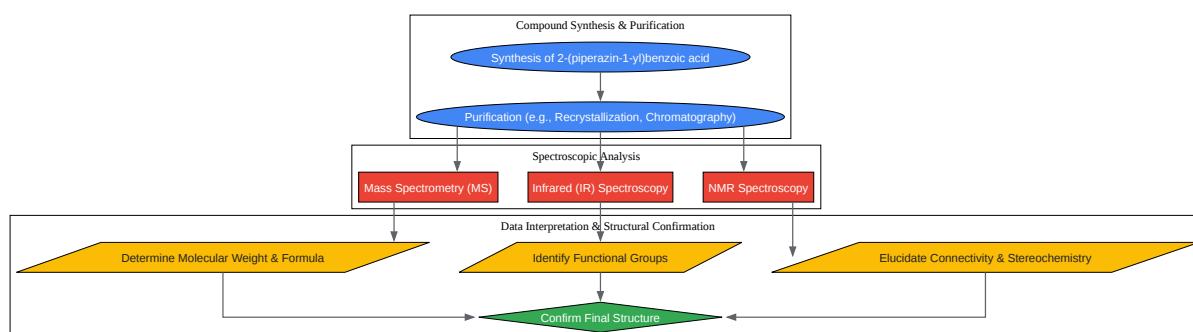 Compound Synthesis & Purification
Synthesis of 2-(piperazin-1-yl)benzoic acid
Purification (e.g., Recrystallization, Chromatography)
Spectroscopic Analysis
Mass Spectrometry (MS)
Infrared (IR) Spectroscopy
NMR Spectroscopy
Data Interpretation & Structural Confirmation
Determine Molecular Weight & Formula
Identify Functional Groups
Elucidate Connectivity & Stereochemistry
Confirm Final Structure